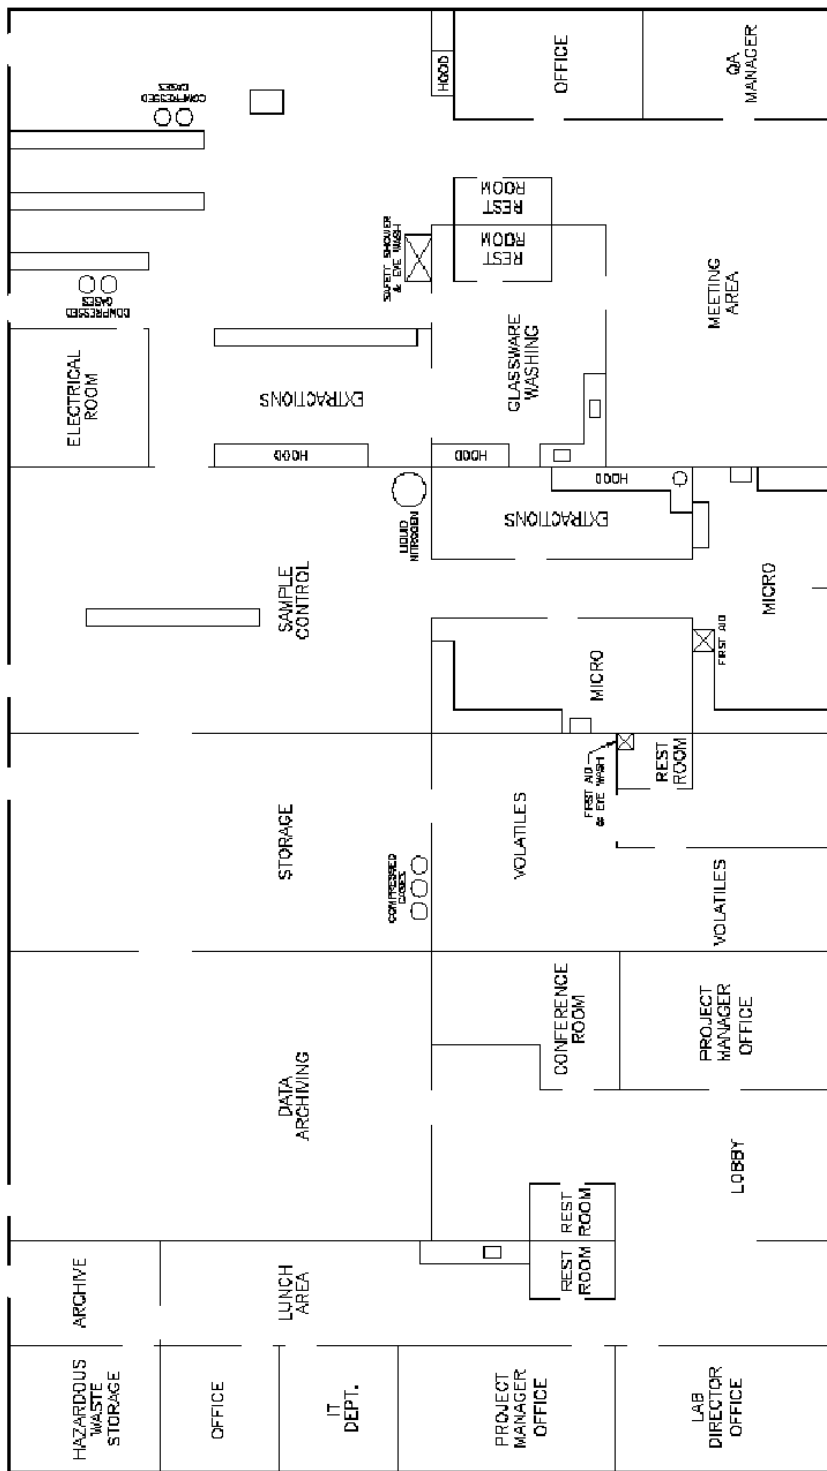 HOOD
OFFICE
QA
MANAGER
COMPRESSED
GASES
REST
ROOM
REST
ROOM
SAFETY SHOWER
& EYE WASH
MEETING
AREA
COMPRESSED
GASES
ELECTRICAL
ROOM
EXTRACTIONS
GLASSWARE
WASHING
HOOD
HOOD
HOOD
LIQUID
NITROGEN
EXTRACTIONS
SAMPLE
CONTROL
MICRO
FIRST AID
MICRO
FIRST AID
& EYE WASH
REST
ROOM
STORAGE
COMPRESSED
GASES
VOLATILES
VOLATILES
CONFERENCE
ROOM
PROJECT
MANAGER
OFFICE
DATA
ARCHIVING
LOBBY
REST
ROOM
REST
ROOM
ARCHIVE
LUNCH
AREA
HAZARDOUS
WASTE
STORAGE
OFFICE
IT
DEPT.
PROJECT
MANAGER
OFFICE
LAB
DIRECTOR
OFFICE